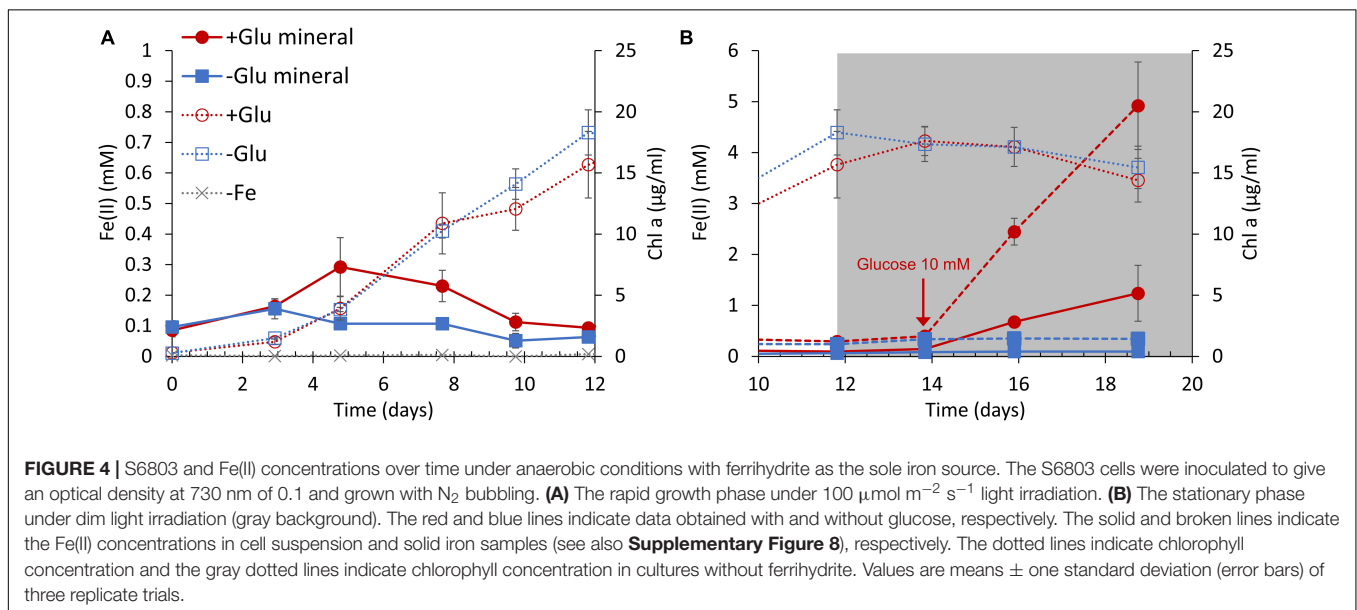 A
+Glu mineral
-Glu mineral
+Glu
-Glu
-Fe
Fe(II) (mM)
1
0.9
0.8
0.7
0.6
0.5
0.4
0.3
0.2
0.1
0
25
20
15
10
5
0
Chl a (µg/ml)
0 2 4 6 8 10 12
Time (days)
B
Fe(II) (mM)
6
5
4
3
2
1
0
Glucose 10 mM
25
20
15
10
5
0
Chl a (µg/ml)
10 12 14 16 18 20
Time (days)
FIGURE 4 | S6803 and Fe(II) concentrations over time under anaerobic conditions with ferrihydrite as the sole iron source. The S6803 cells were inoculated to give
an optical density at 730 nm of 0.1 and grown with N₂ bubbling. (A) The rapid growth phase under 100 µmol m⁻² s⁻¹ light irradiation. (B) The stationary phase
under dim light irradiation (gray background). The red and blue lines indicate data obtained with and without glucose, respectively. The solid and broken lines indicate
the Fe(II) concentrations in cell suspension and solid iron samples (see also Supplementary Figure 8), respectively. The dotted lines indicate chlorophyll
concentration and the gray dotted lines indicate chlorophyll concentration in cultures without ferrihydrite. Values are means ± one standard deviation (error bars) of
three replicate trials.